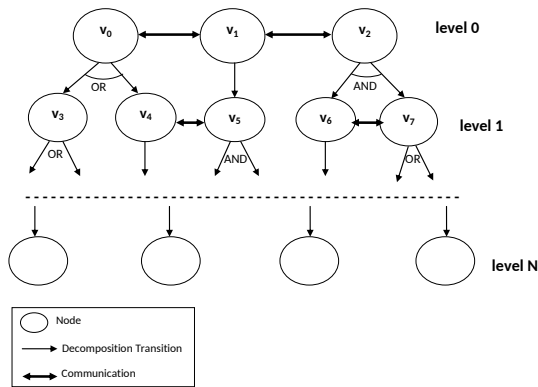 v0 v1 v2 level 0
OR AND
v3 v4 v5 v6 v7 level 1
OR AND OR
level N
Node
Decomposition Transition
Communication